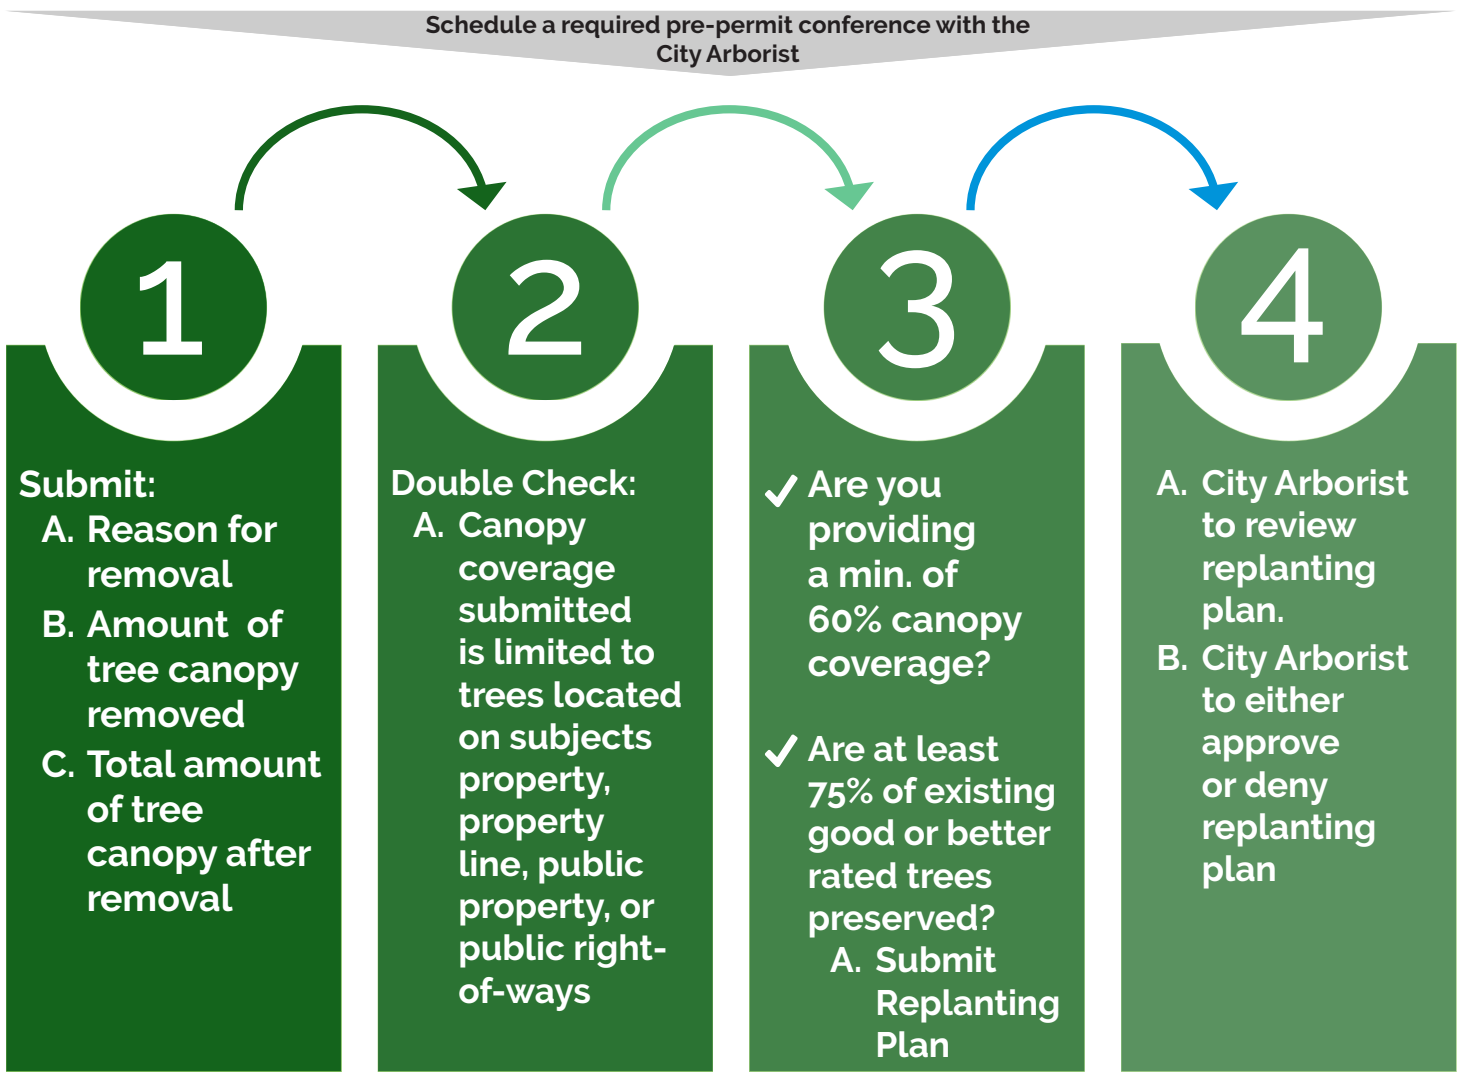 Schedule a required pre-permit conference with the
City Arborist
1
Submit:
A. Reason for
removal
B. Amount of
tree canopy
removed
C. Total amount
of tree
canopy after
removal
2
Double Check:
A. Canopy
coverage
submitted
is limited to
trees located
on subjects
property,
property
line, public
property, or
public right-
of-ways
3
Are you
providing
a min. of
60% canopy
coverage?
Are at least
75% of existing
good or better
rated trees
preserved?
A. Submit
Replanting
Plan
4
A. City Arborist
to review
replanting
plan.
B. City Arborist
to either
approve
or deny
replanting
plan